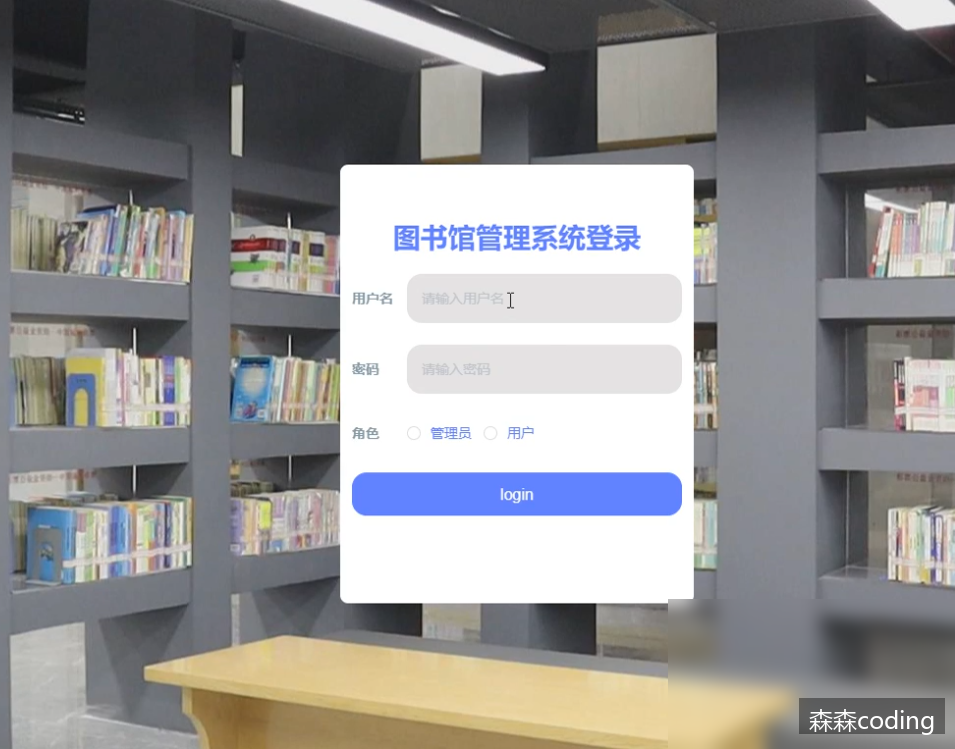 图书馆管理系统登录
用户名 请输入用户名
密码 请输入密码
角色 管理员 用户
login
森森coding